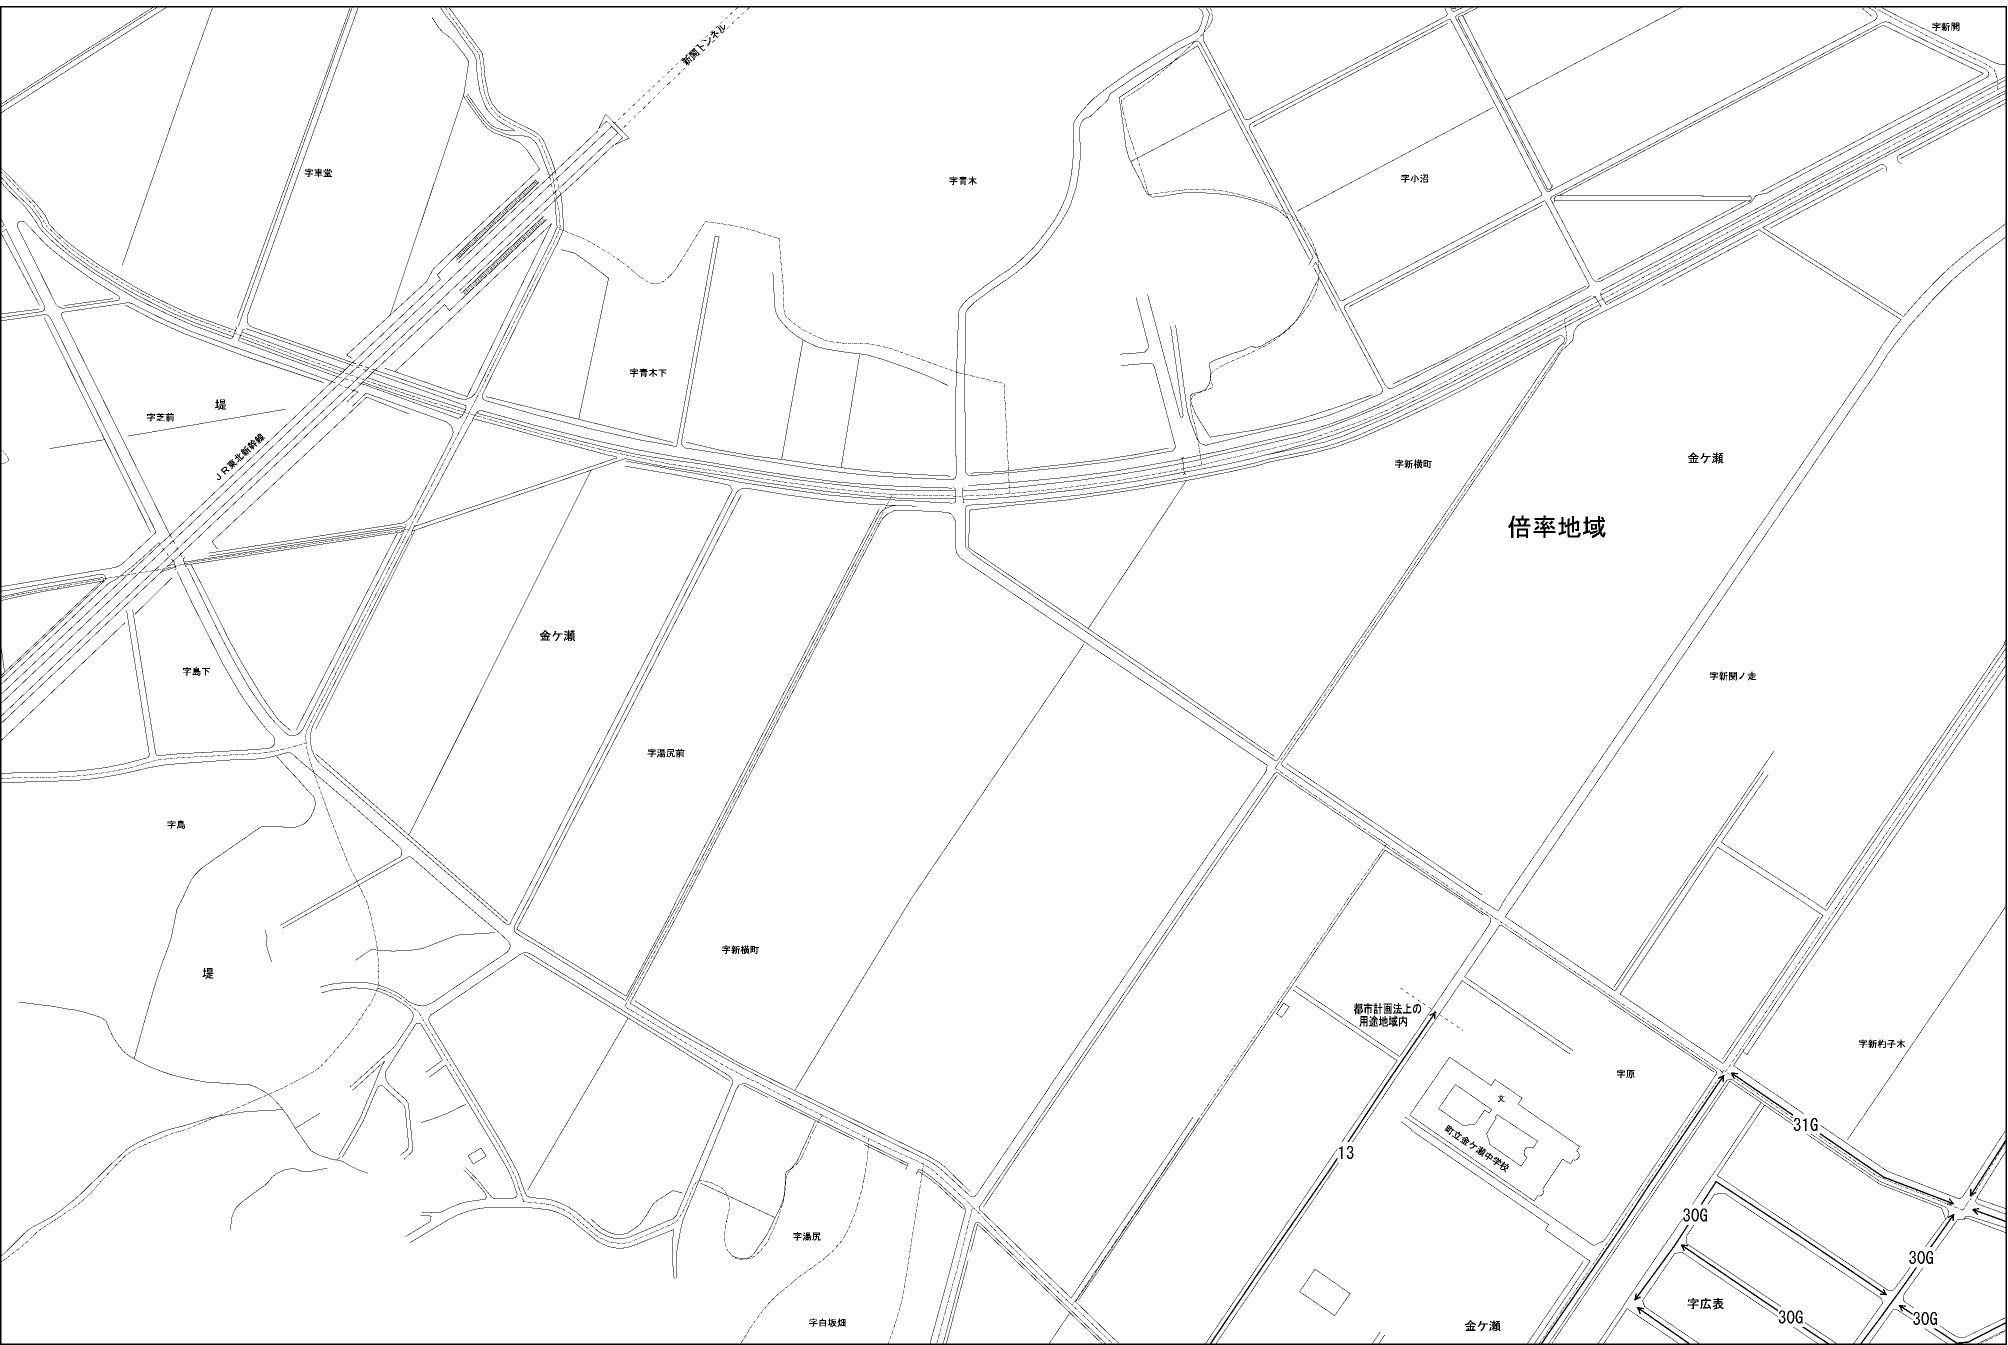 字新開
新開トンネル
字車堂
字青木
字小沼
字青木下
堤
字芝前
JR東北新幹線
字新横町
金ケ瀬
倍率地域
金ケ瀬
字島下
字新開ノ走
字湯尻前
字島
字新横町
堤
都市計画法上の
用途地域内
字新杓子木
字原
文
31G
町立金ケ瀬中学校
13
30G
字湯尻
30G
字広表
30G
30G
字白坂畑
金ケ瀬